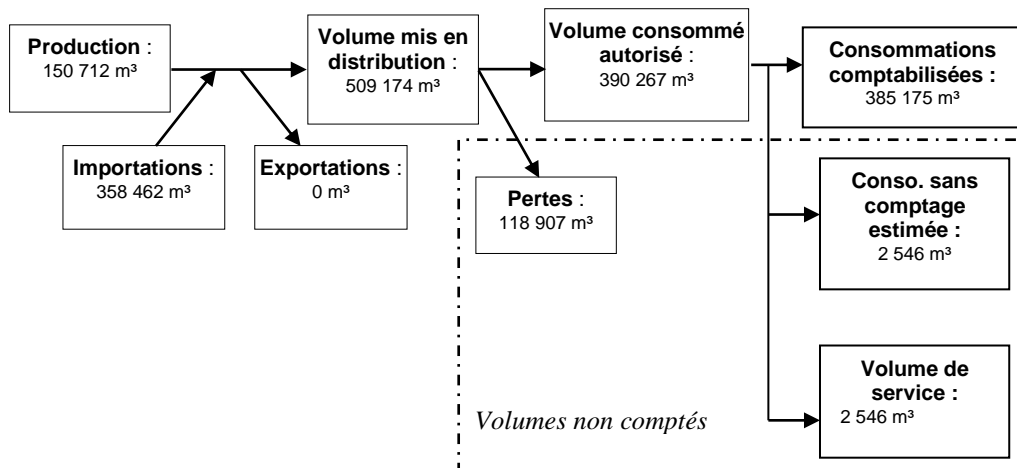 Production :
150 712 m³
Volume mis en
distribution :
509 174 m³
Volume consommé
autorisé :
390 267 m³
Consommations
comptabilisées :
385 175 m³
Importations :
358 462 m³
Exportations :
0 m³
Pertes :
118 907 m³
Conso. sans
comptage
estimée :
2 546 m³
Volume de
service :
2 546 m³
Volumes non comptés